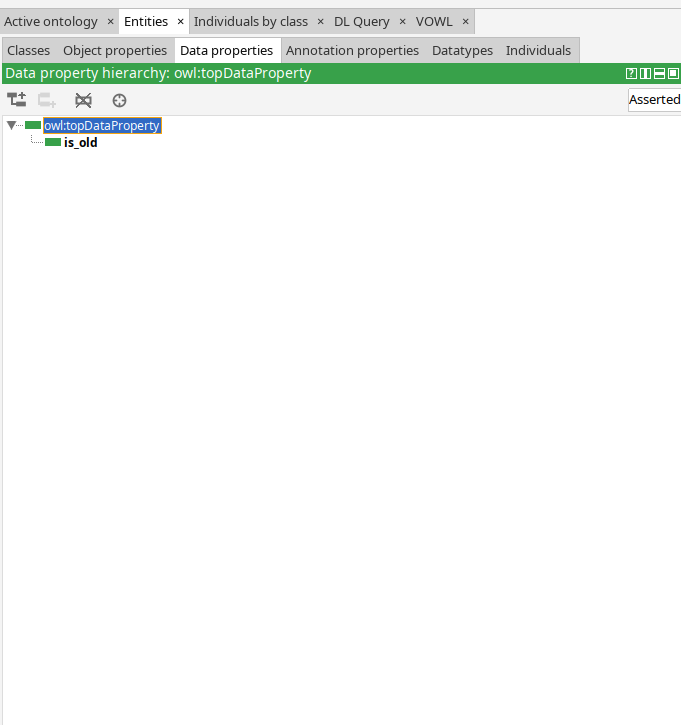 Active ontology × Entities × Individuals by class × DL Query × VOWL ×
Classes Object properties Data properties Annotation properties Datatypes Individuals
Data property hierarchy: owl:topDataProperty
Asserted
owl:topDataProperty
is_old